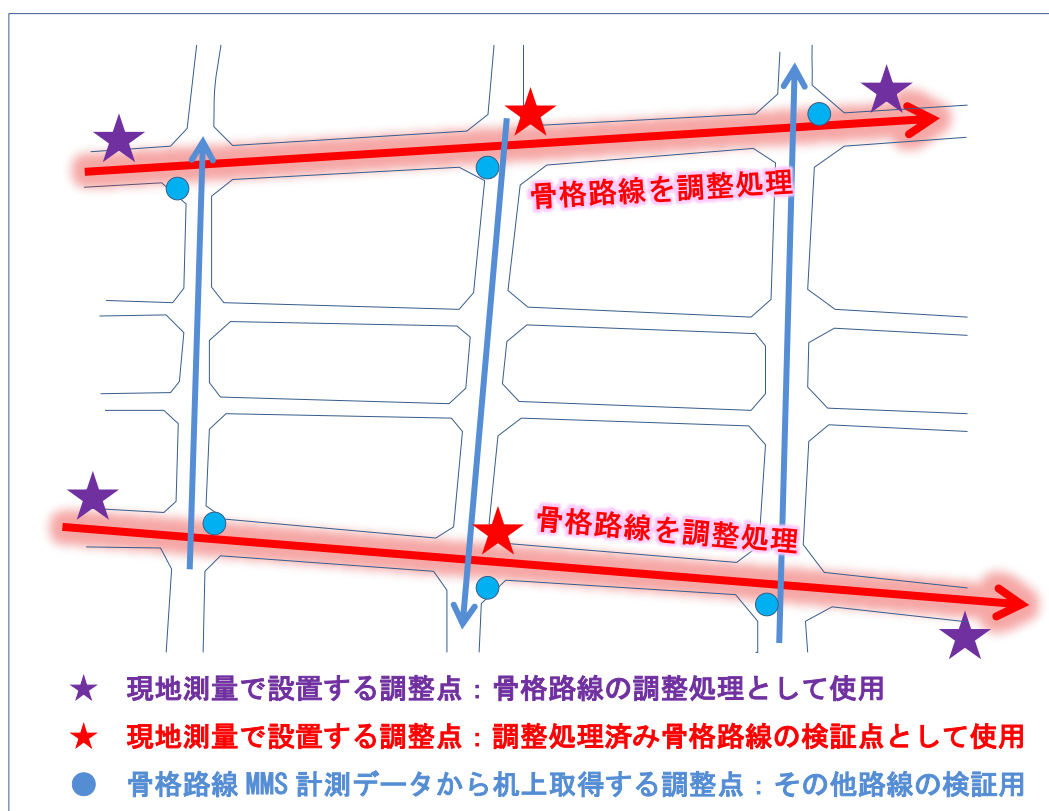 骨格路線を調整処理
骨格路線を調整処理
★ 現地測量で設置する調整点：骨格路線の調整処理として使用
★ 現地測量で設置する調整点：調整処理済み骨格路線の検証点として使用
● 骨格路線 MMS 計測データから机上取得する調整点：その他路線の検証用